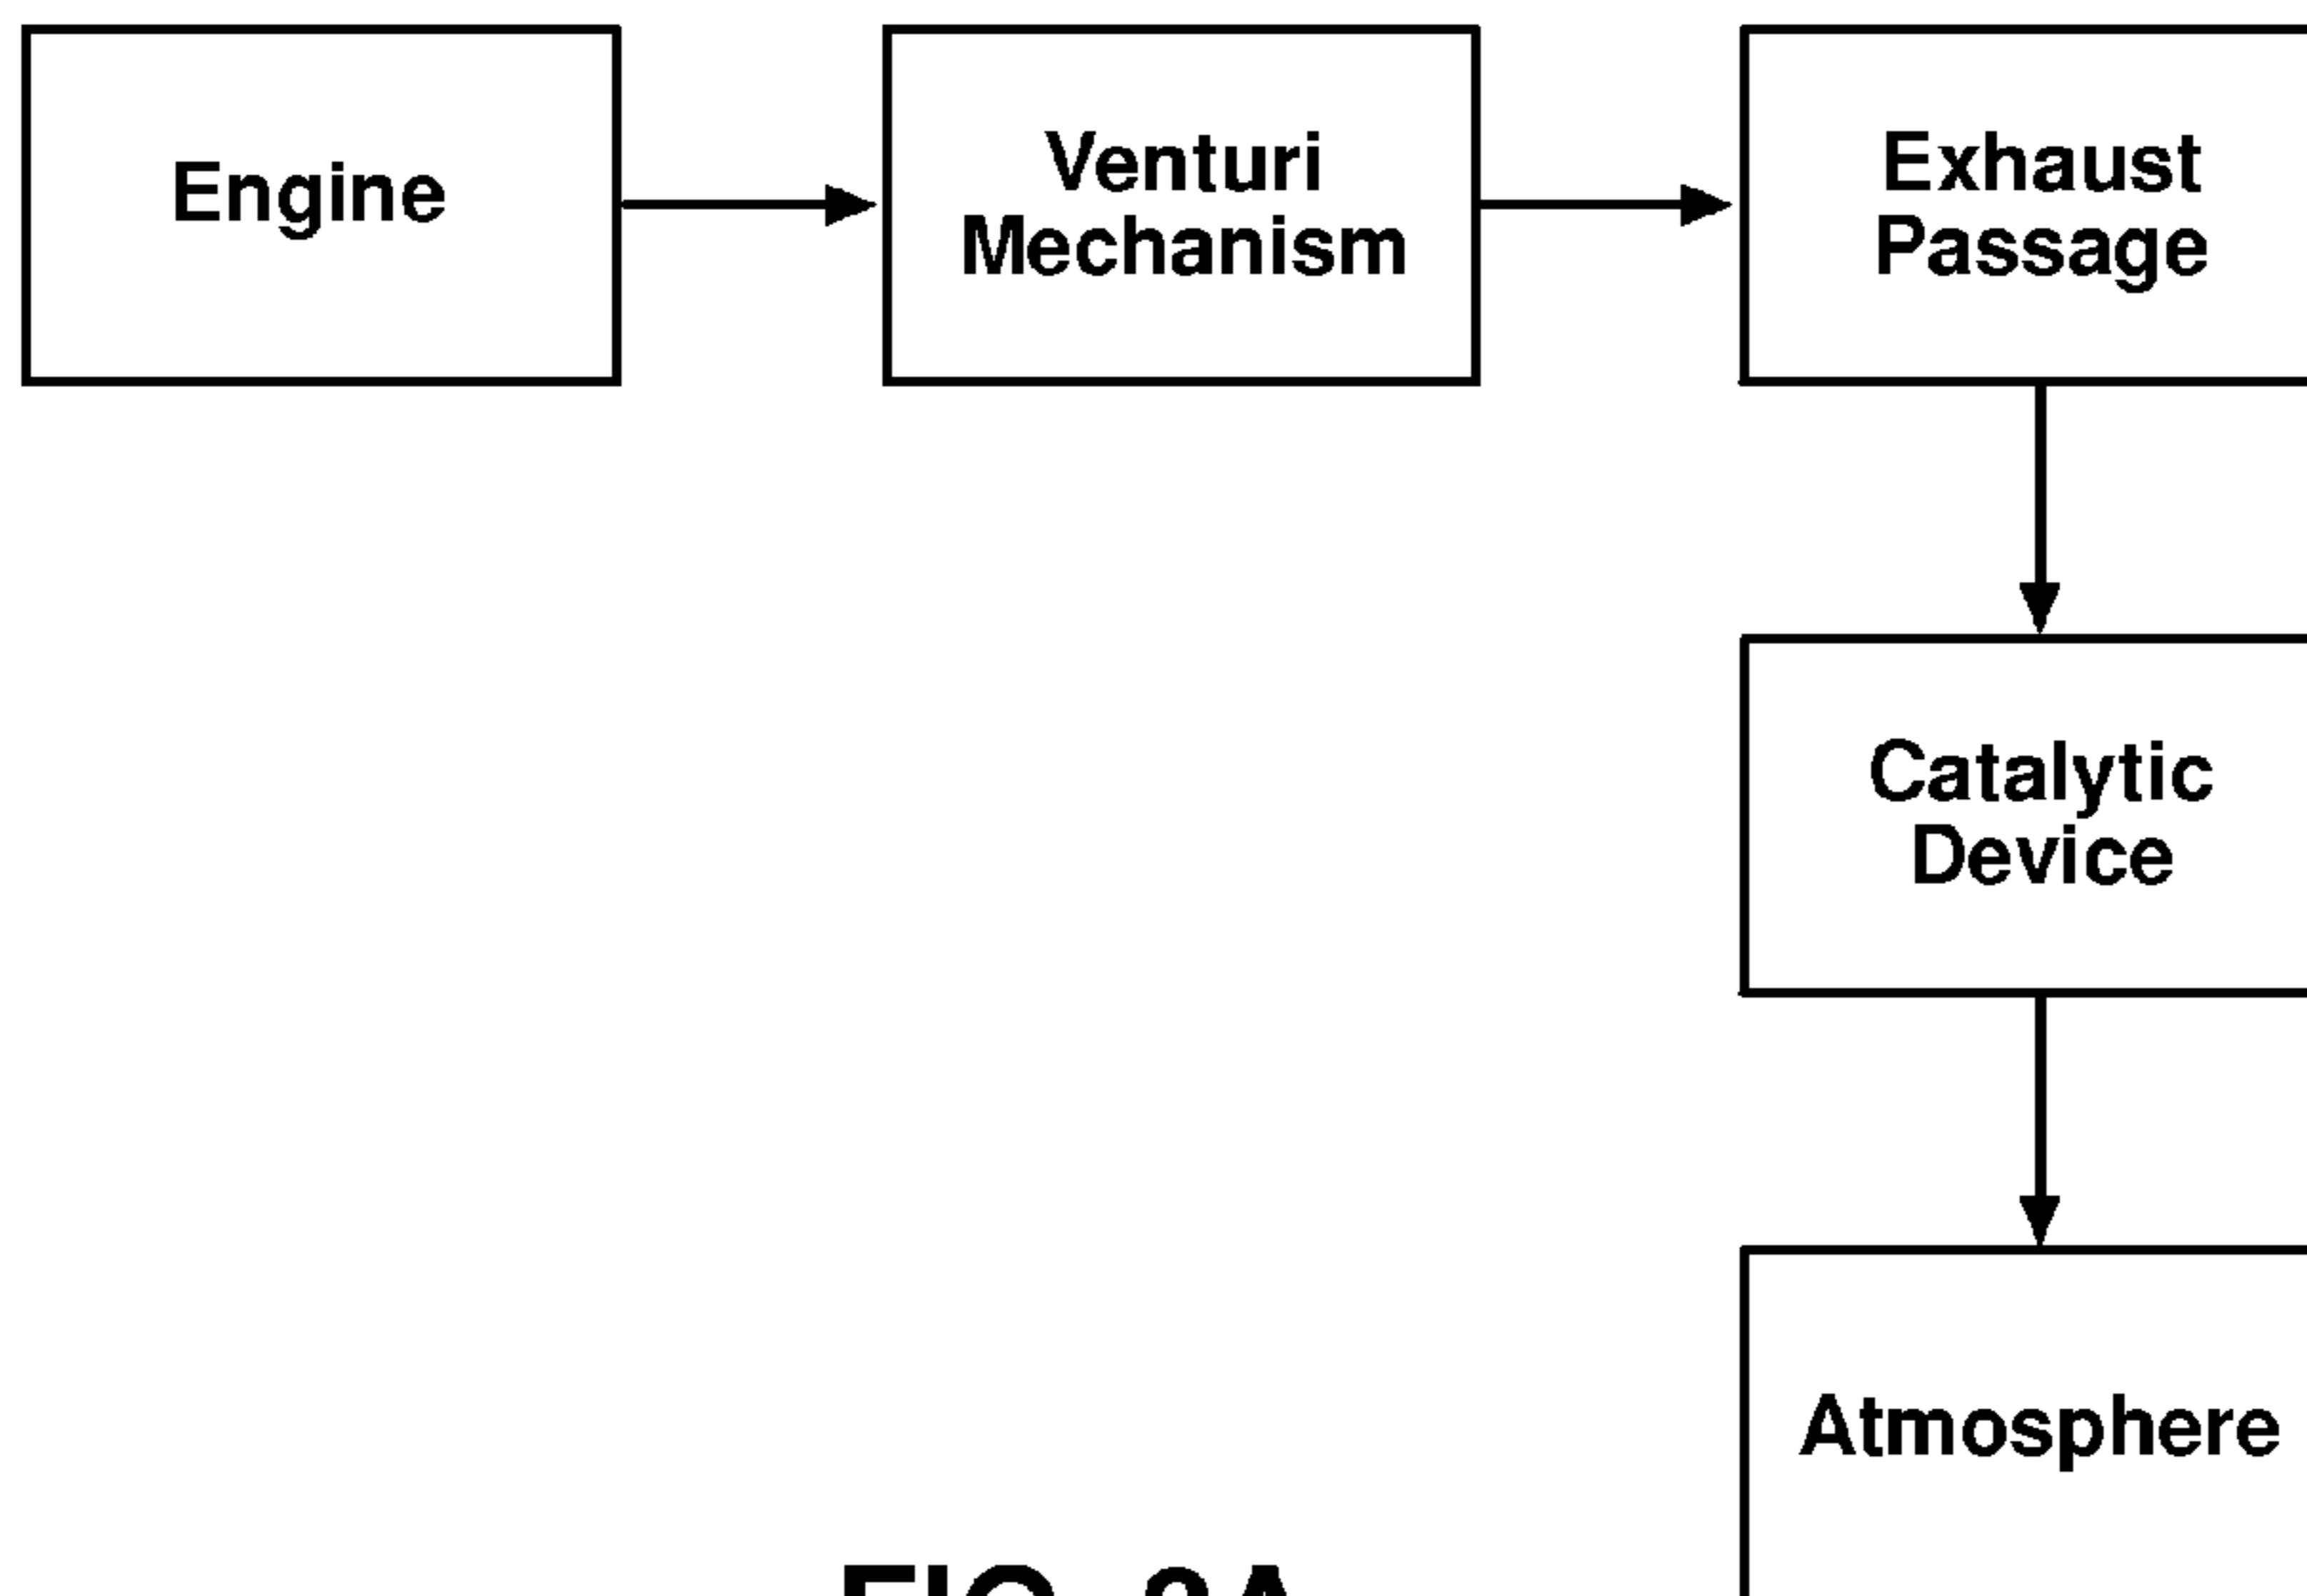 Engine
Venturi
Mechanism
Exhaust
Passage
Catalytic
Device
Atmosphere